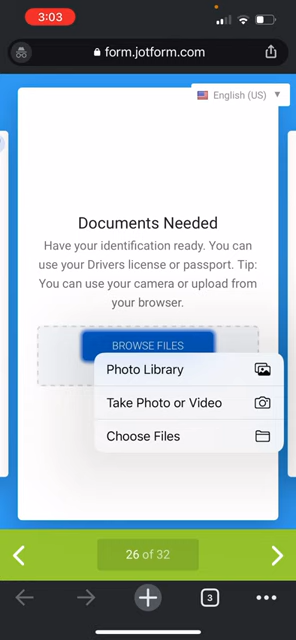 3:03
form.jotform.com
English (US)
Documents Needed
Have your identification ready. You can
use your Drivers license or passport. Tip:
You can use your camera or upload from
your browser.
BROWSE FILES
Photo Library
Take Photo or Video
Choose Files
26 of 32
3